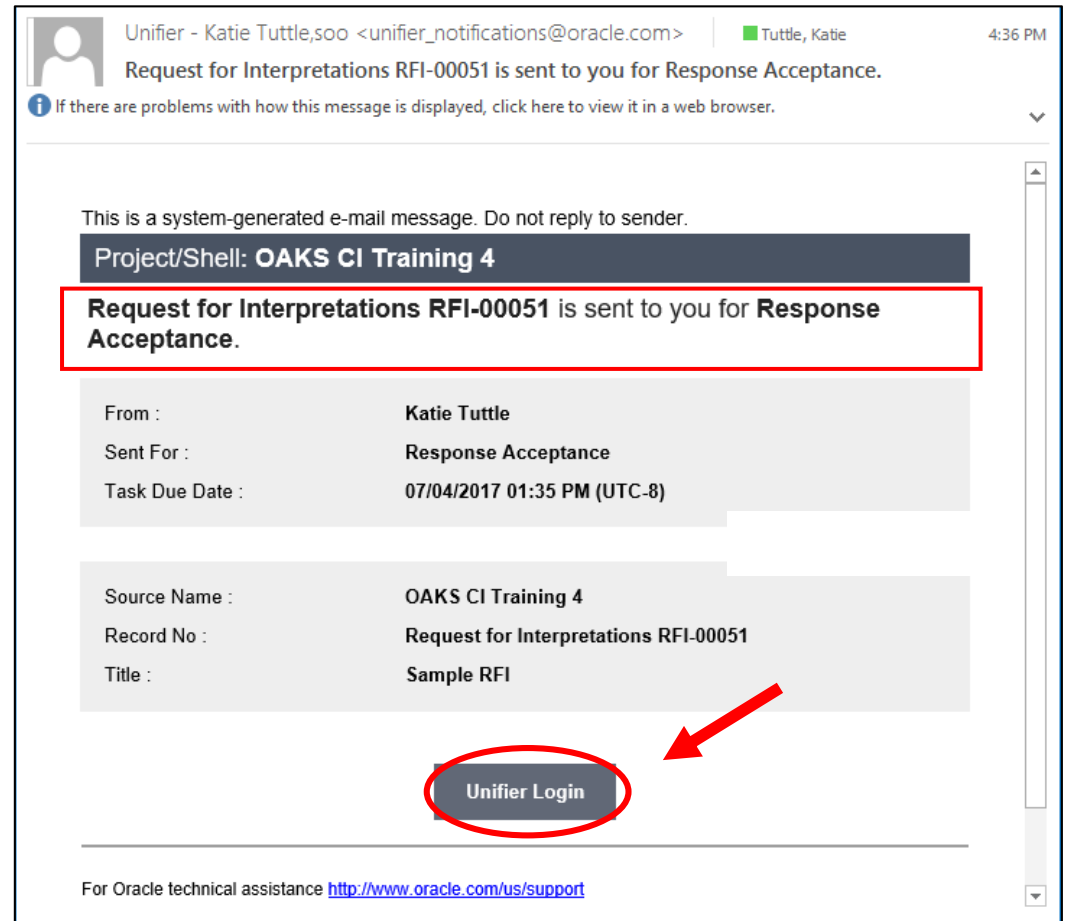 Unifier - Katie Tuttle,soo <unifier_notifications@oracle.com> Tuttle, Katie 4:36 PM
Request for Interpretations RFI-00051 is sent to you for Response Acceptance.
If there are problems with how this message is displayed, click here to view it in a web browser.
This is a system-generated e-mail message. Do not reply to sender.
Project/Shell: OAKS CI Training 4
Request for Interpretations RFI-00051 is sent to you for Response
Acceptance.
From : Katie Tuttle
Sent For : Response Acceptance
Task Due Date : 07/04/2017 01:35 PM (UTC-8)
Source Name : OAKS CI Training 4
Record No : Request for Interpretations RFI-00051
Title : Sample RFI
Unifier Login
For Oracle technical assistance http://www.oracle.com/us/support